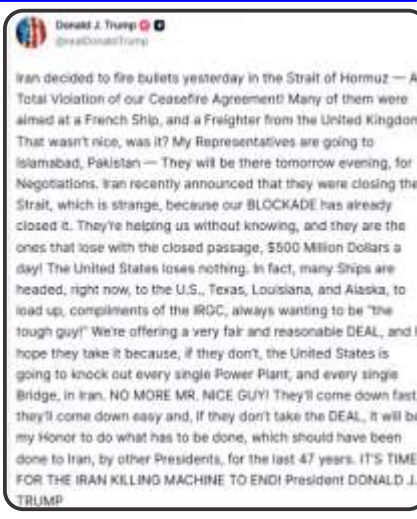 Donald J. Trump
@realDonaldTrump
Iran decided to fire bullets yesterday in the Strait of Hormuz — A
Total Violation of our Ceasefire Agreement! Many of them were
aimed at a French Ship, and a Freighter from the United Kingdom
That wasn't nice, was it? My Representatives are going to
Islamabad, Pakistan — They will be there tomorrow evening, for
Negotiations. Iran recently announced that they were closing the
Strait, which is strange, because our BLOCKADE has already
closed it. They're helping us without knowing, and they are the
ones that lose with the closed passage, $500 Million Dollars a
day! The United States loses nothing. In fact, many Ships are
headed, right now, to the U.S., Texas, Louisiana, and Alaska, to
load up, compliments of the IRGC, always wanting to be "the
tough guy!" We're offering a very fair and reasonable DEAL, and I
hope they take it because, if they don't, the United States is
going to knock out every single Power Plant, and every single
Bridge, in Iran. NO MORE MR. NICE GUY! They'll come down fast,
they'll come down easy and, if they don't take the DEAL, it will be
my Honor to do what has to be done, which should have been
done to Iran, by other Presidents, for the last 47 years. IT'S TIME
FOR THE IRAN KILLING MACHINE TO END! President DONALD J.
TRUMP